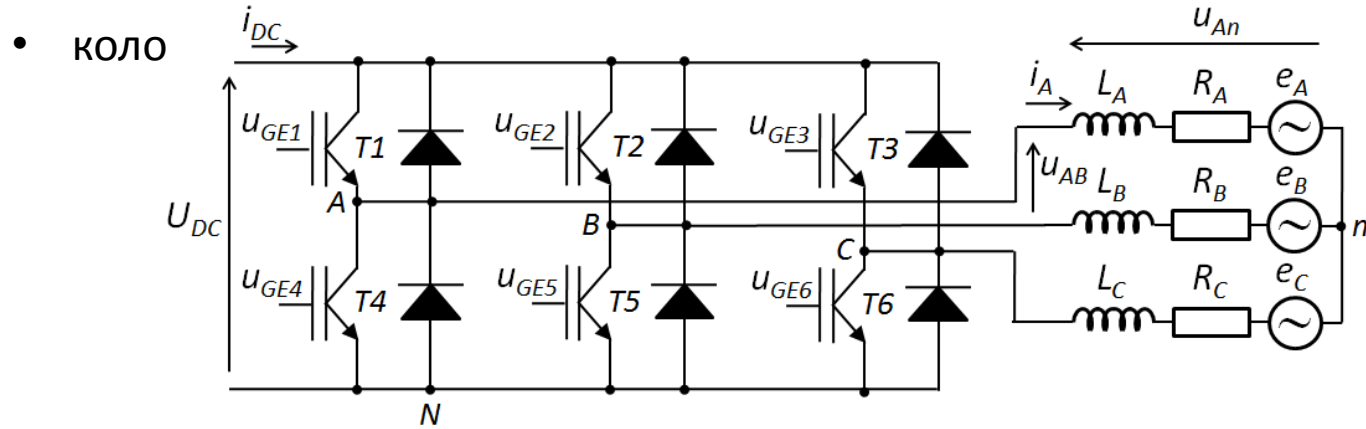 • коло
i_DC
u_An
i_A
L_A R_A e_A
u_GE1 T1 u_GE2 T2 u_GE3 T3
u_AB
L_B R_B e_B
A
U_DC
B
n
C
u_GE4 T4 u_GE5 T5 u_GE6 T6
L_C R_C e_C
N